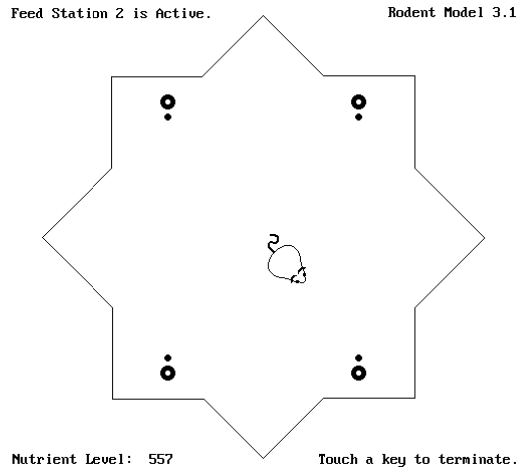 Feed Station 2 is Active.
Rodent Model 3.1
Nutrient Level:  557
Touch a key to terminate.